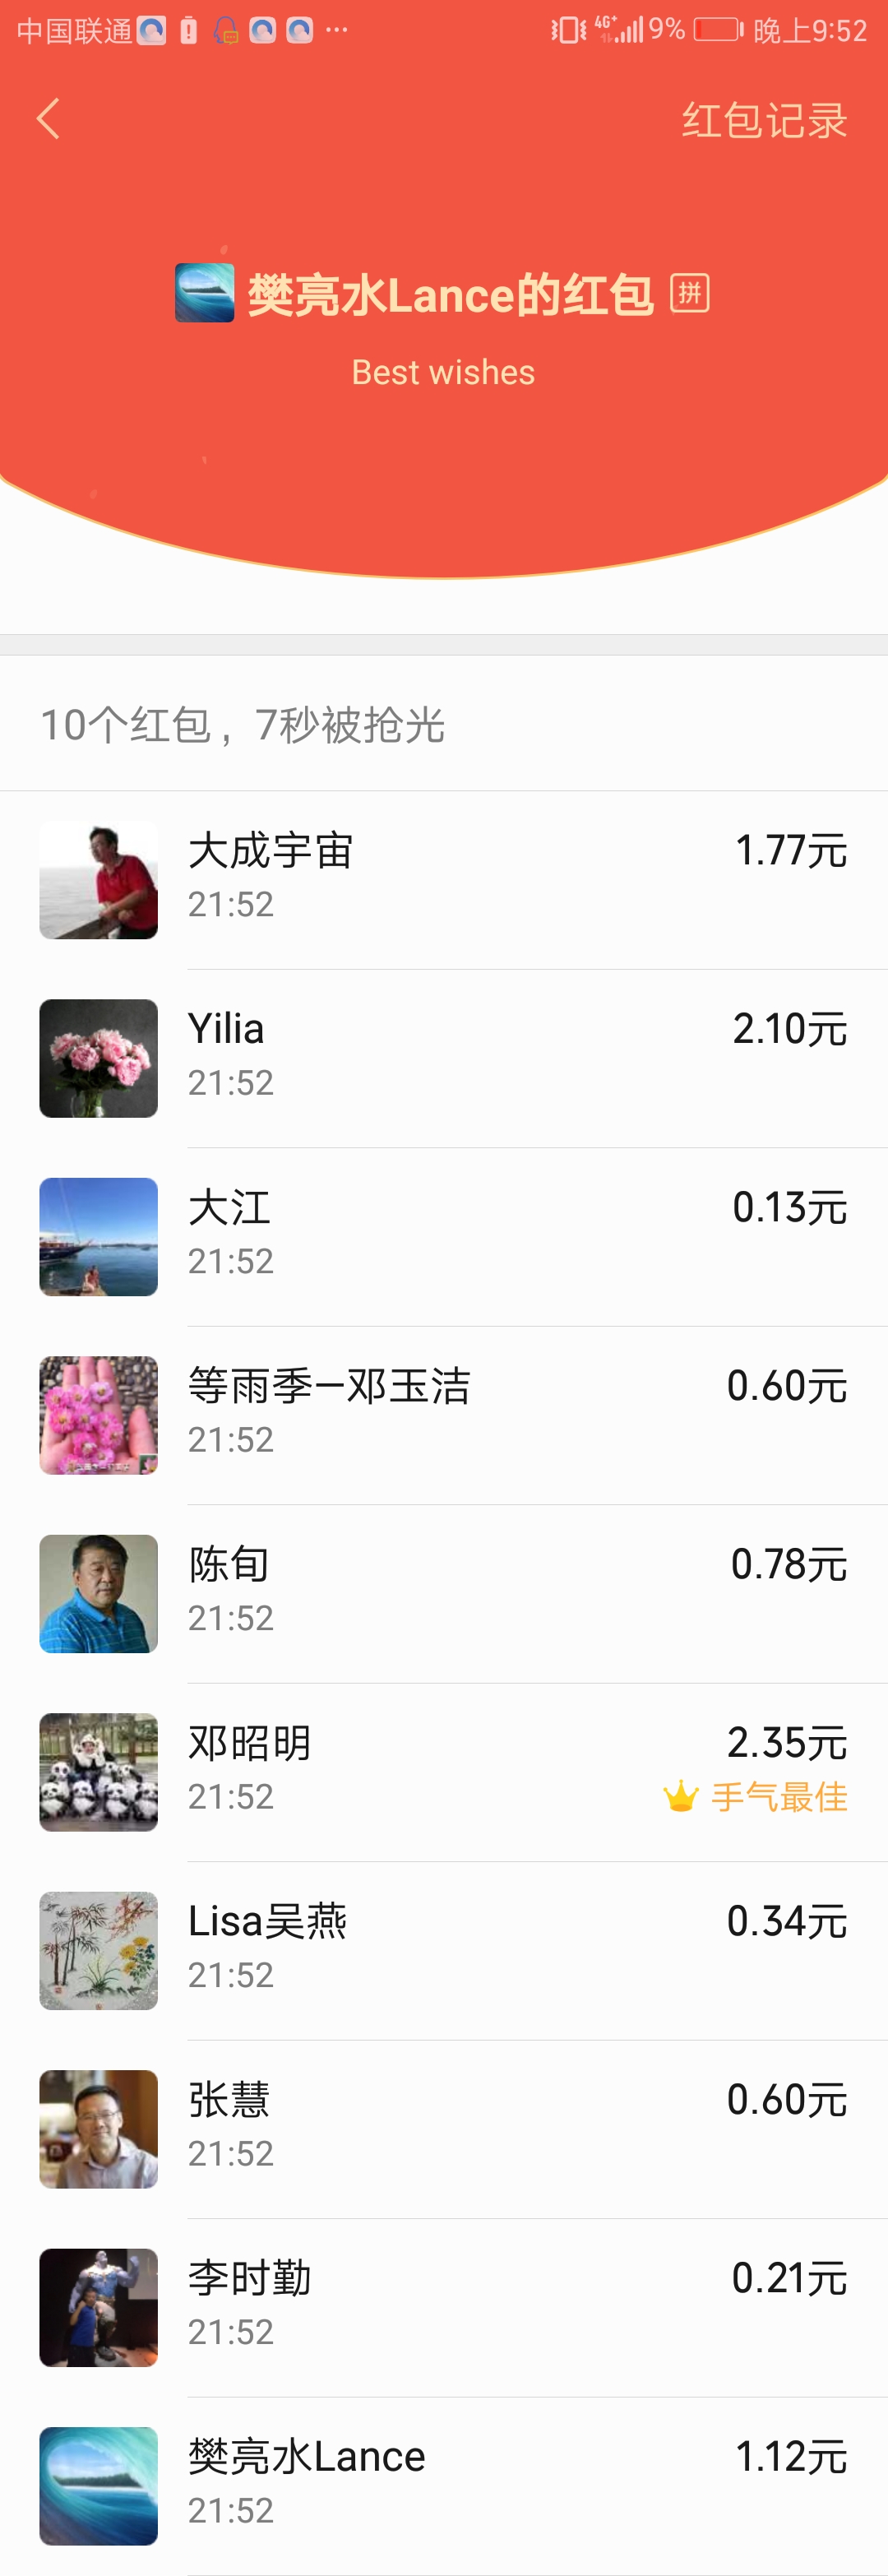 中国联通 4G+ 9% 晚上9:52
红包记录
樊亮水Lance的红包 拼
Best wishes
10个红包，7秒被抢光
大成宇宙 1.77元
21:52
Yilia 2.10元
21:52
大江 0.13元
21:52
等雨季—邓玉洁 0.60元
21:52
陈旬 0.78元
21:52
邓昭明 2.35元
21:52 手气最佳
Lisa吴燕 0.34元
21:52
张慧 0.60元
21:52
李时勤 0.21元
21:52
樊亮水Lance 1.12元
21:52